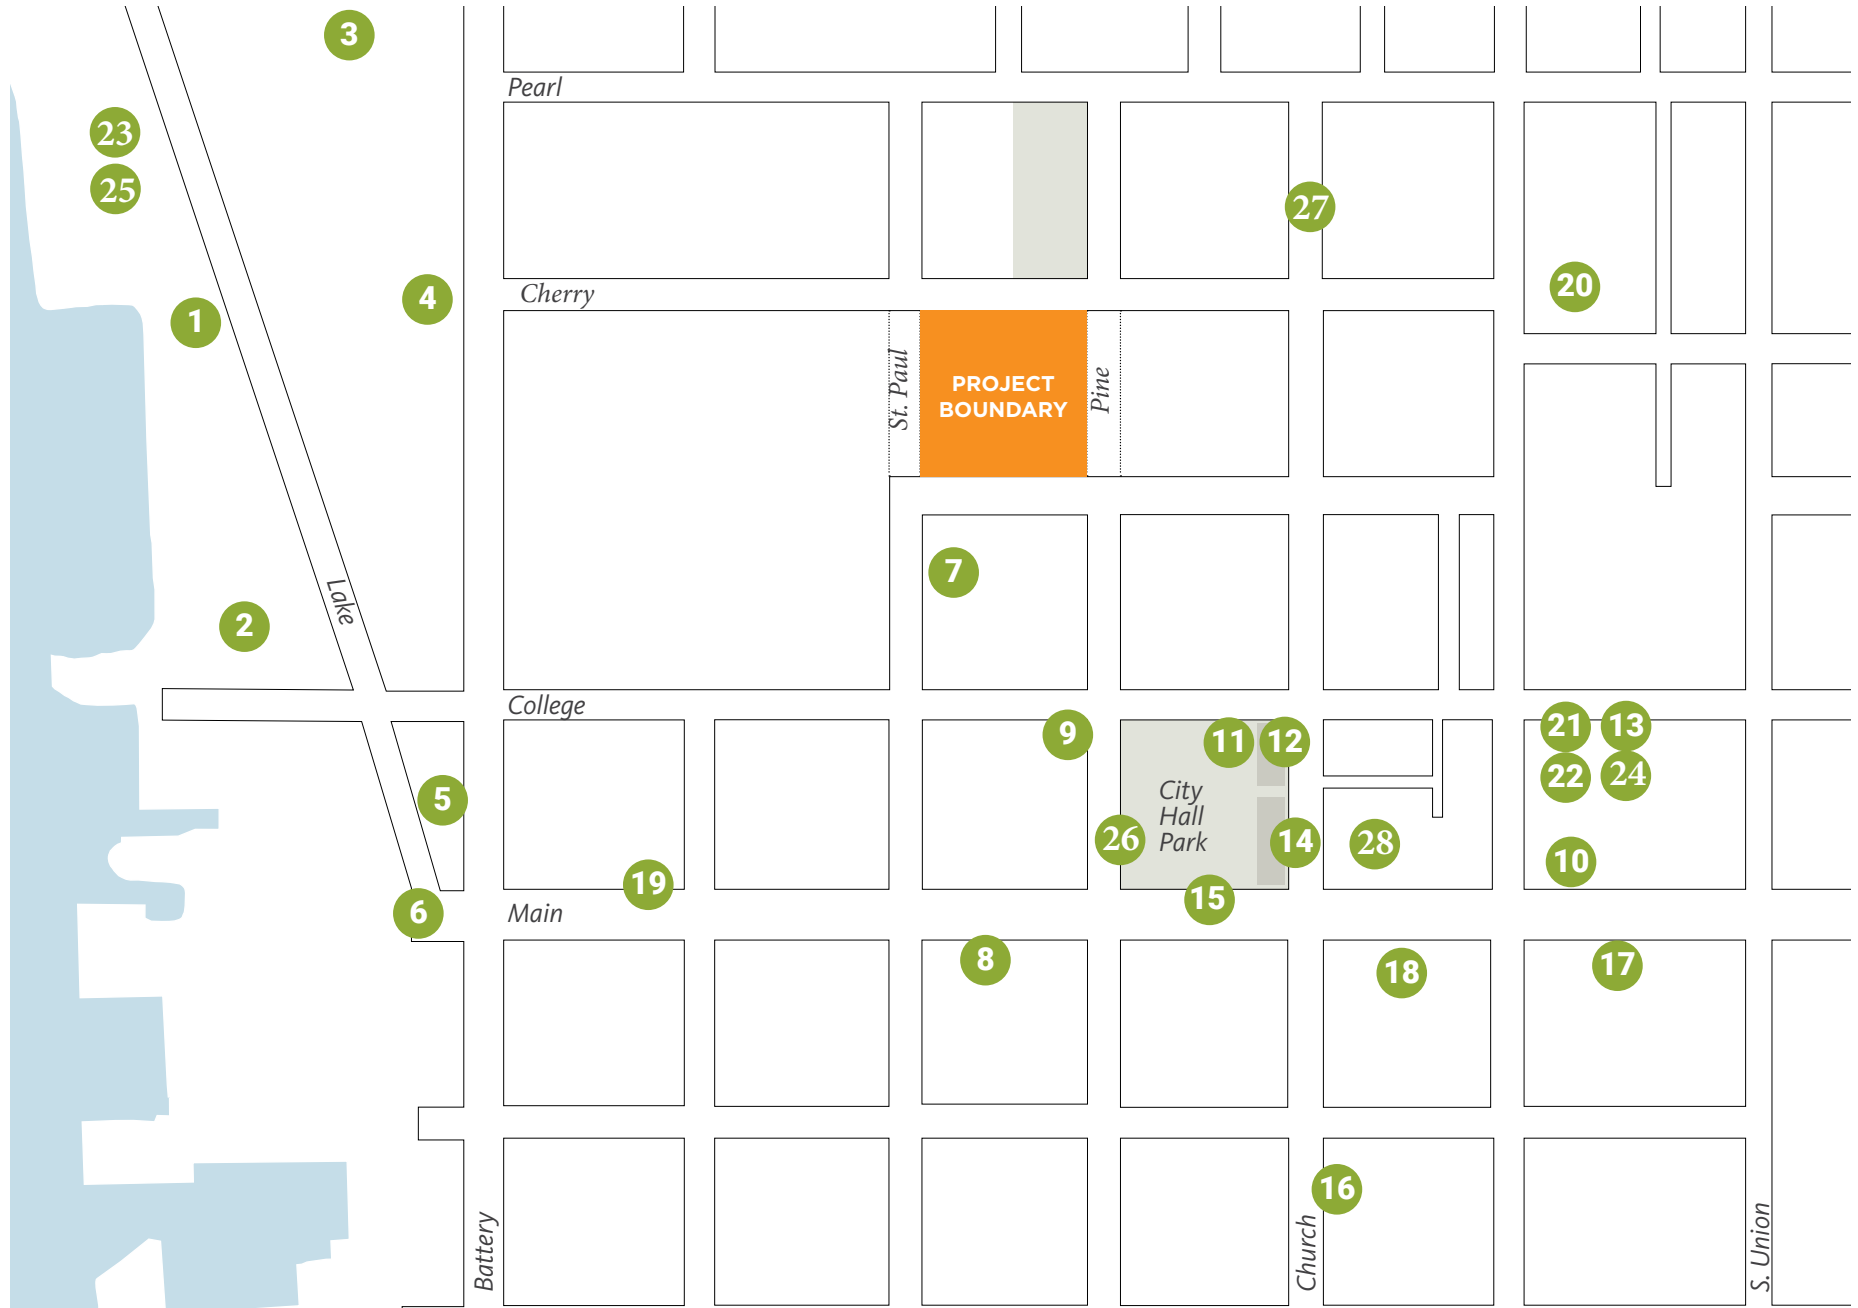 3
Pearl
23
25
27
20
Cherry
4
1
St. Paul
PROJECT
BOUNDARY
Pine
7
Lake
2
College
21
13
9
11
12
22
24
5
City
Hall
Park
26
14
28
10
19
15
6
Main
8
18
17
16
Battery
Church
S. Union